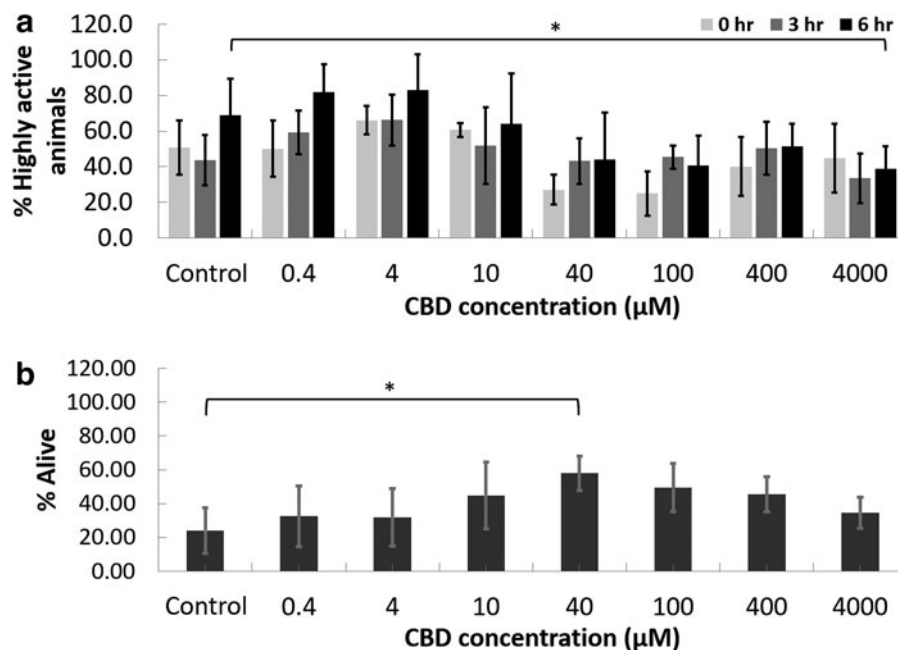 a
120.0
100.0
80.0
60.0
40.0
20.0
0.0
% Highly active
animals
0 hr 3 hr 6 hr
*
Control 0.4 4 10 40 100 400 4000
CBD concentration (µM)
b
120.00
100.00
80.00
60.00
40.00
20.00
0.00
% Alive
*
Control 0.4 4 10 40 100 400 4000
CBD concentration (µM)